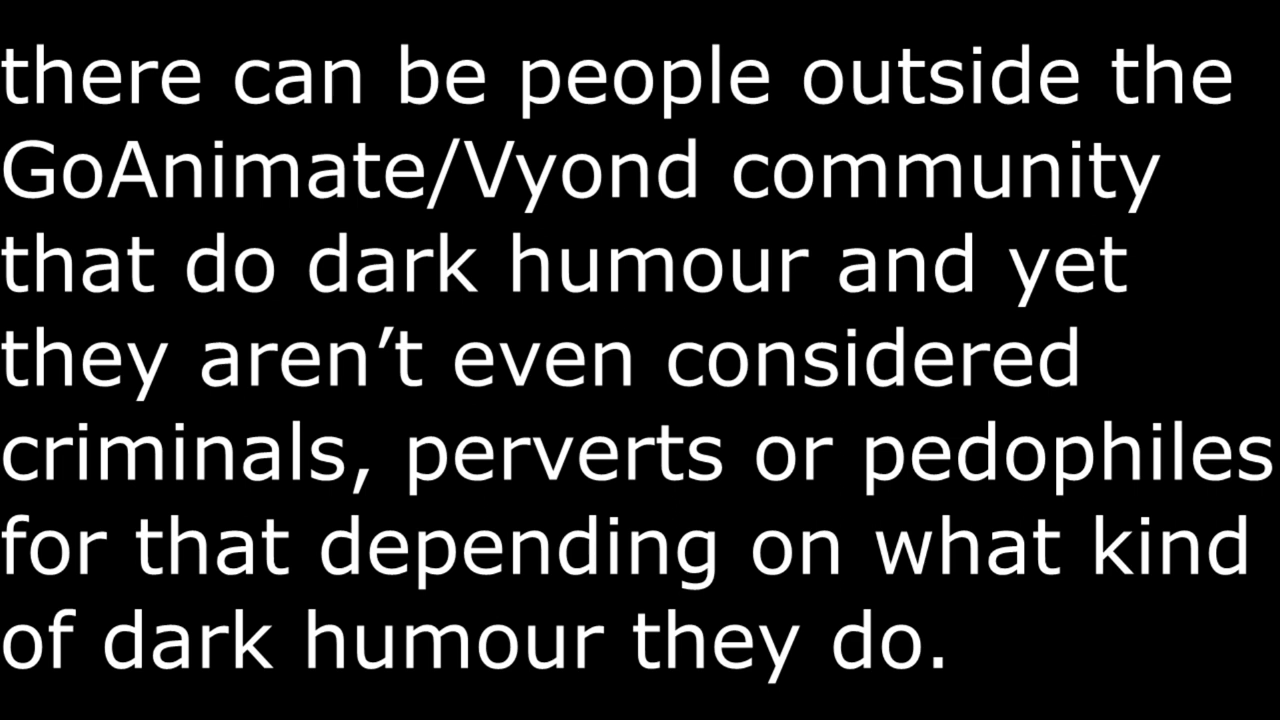 there can be people outside the
GoAnimate/Vyond community
that do dark humour and yet
they aren’t even considered
criminals, perverts or pedophiles
for that depending on what kind
of dark humour they do.